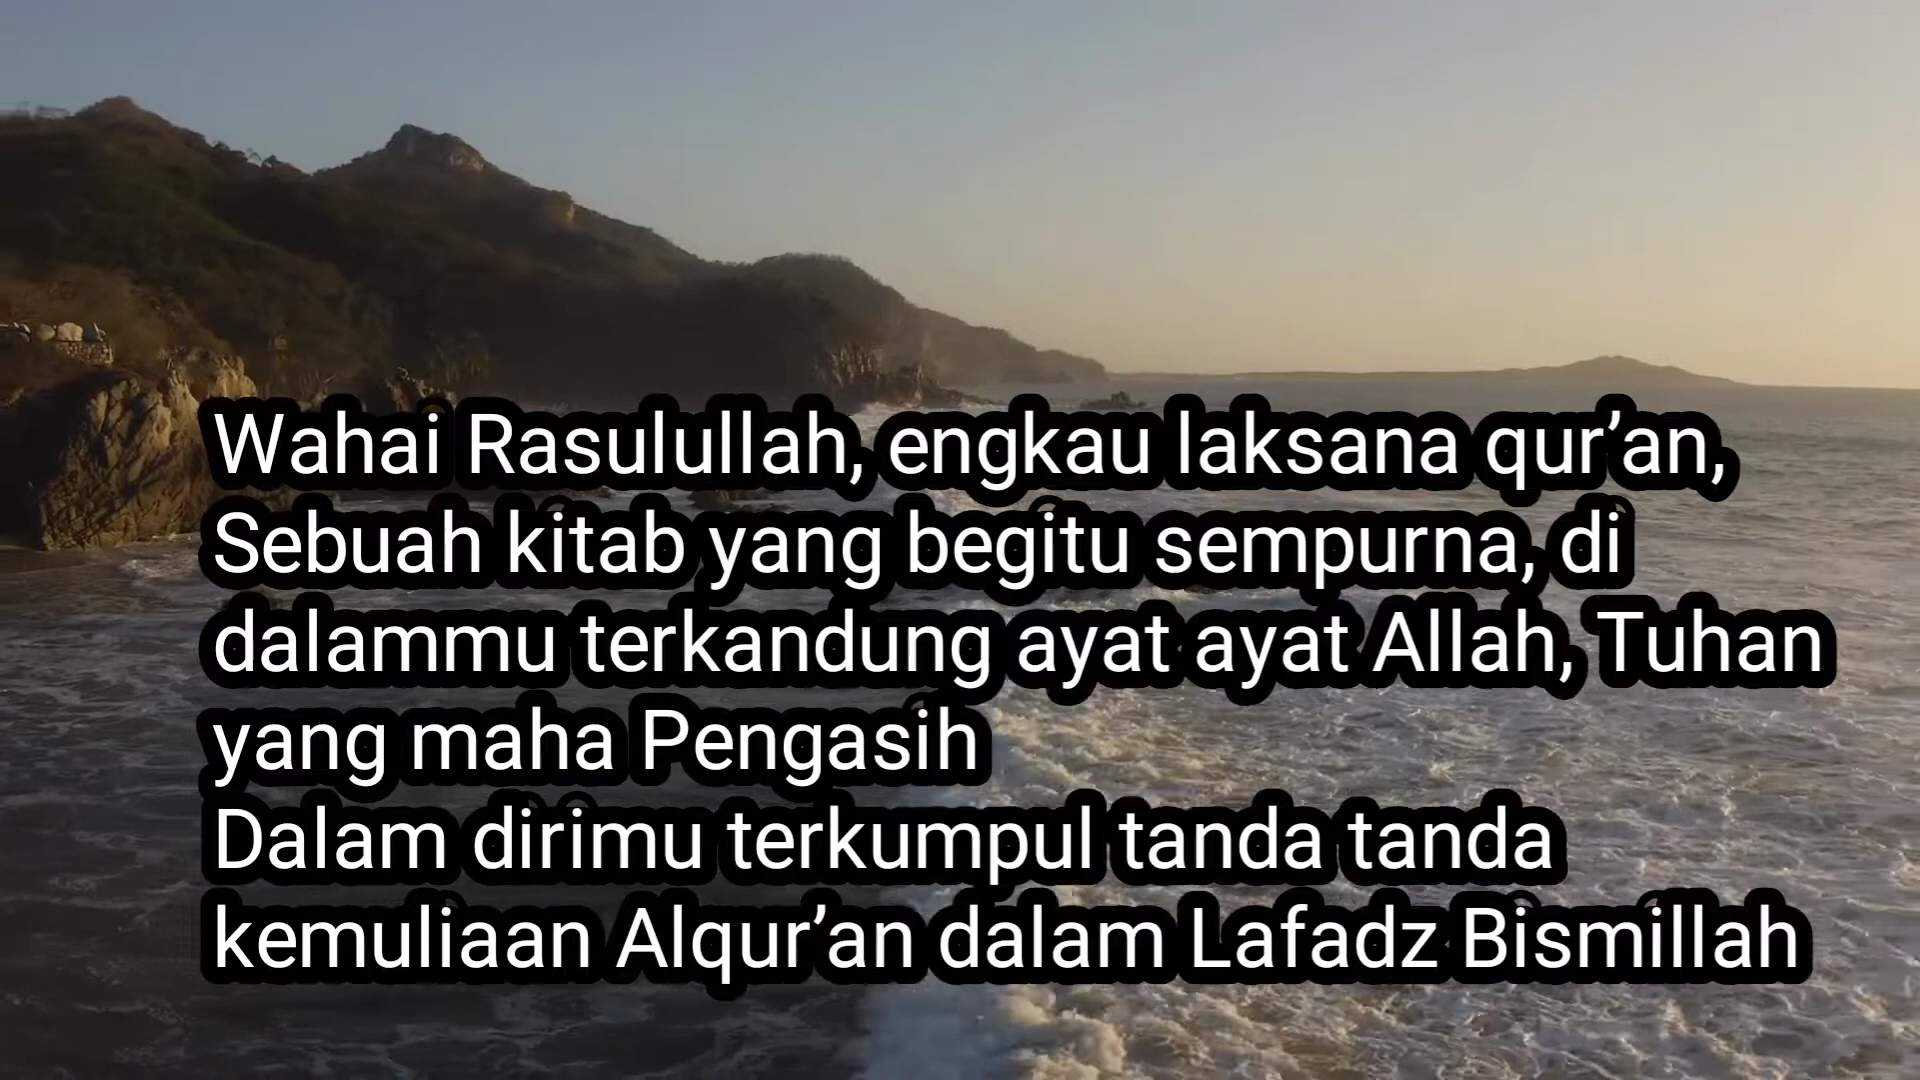 Wahai Rasulullah, engkau laksana qur’an,
Sebuah kitab yang begitu sempurna, di
dalammu terkandung ayat ayat Allah, Tuhan
yang maha Pengasih
Dalam dirimu terkumpul tanda tanda
kemuliaan Alqur’an dalam Lafadz Bismillah